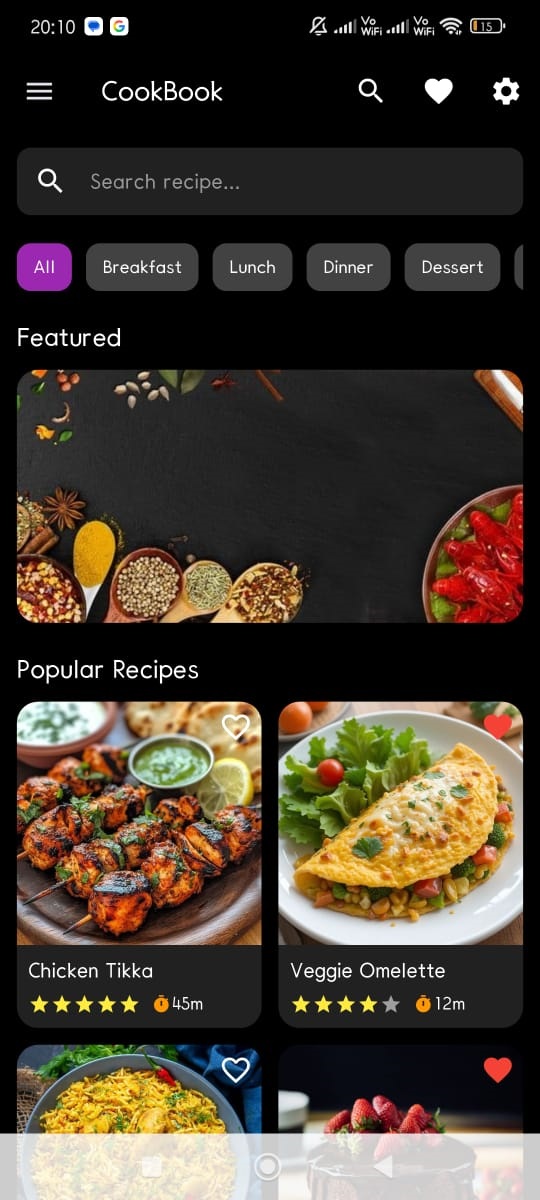 20:10
Vo WiFi Vo WiFi 15
CookBook
Search recipe...
All Breakfast Lunch Dinner Dessert
Featured
Popular Recipes
Chicken Tikka Veggie Omelette
45m 12m